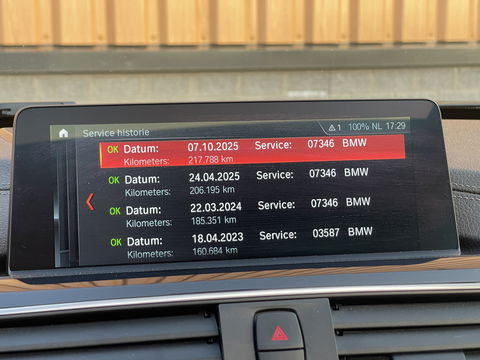 Service historie ⚠1 100% NL 17:29
OK Datum: 07.10.2025 Service: 07346 BMW
Kilometers: 217.788 km
OK Datum: 24.04.2025 Service: 07346 BMW
Kilometers: 206.195 km
OK Datum: 22.03.2024 Service: 07346 BMW
Kilometers: 185.351 km
OK Datum: 18.04.2023 Service: 03587 BMW
Kilometers: 160.684 km